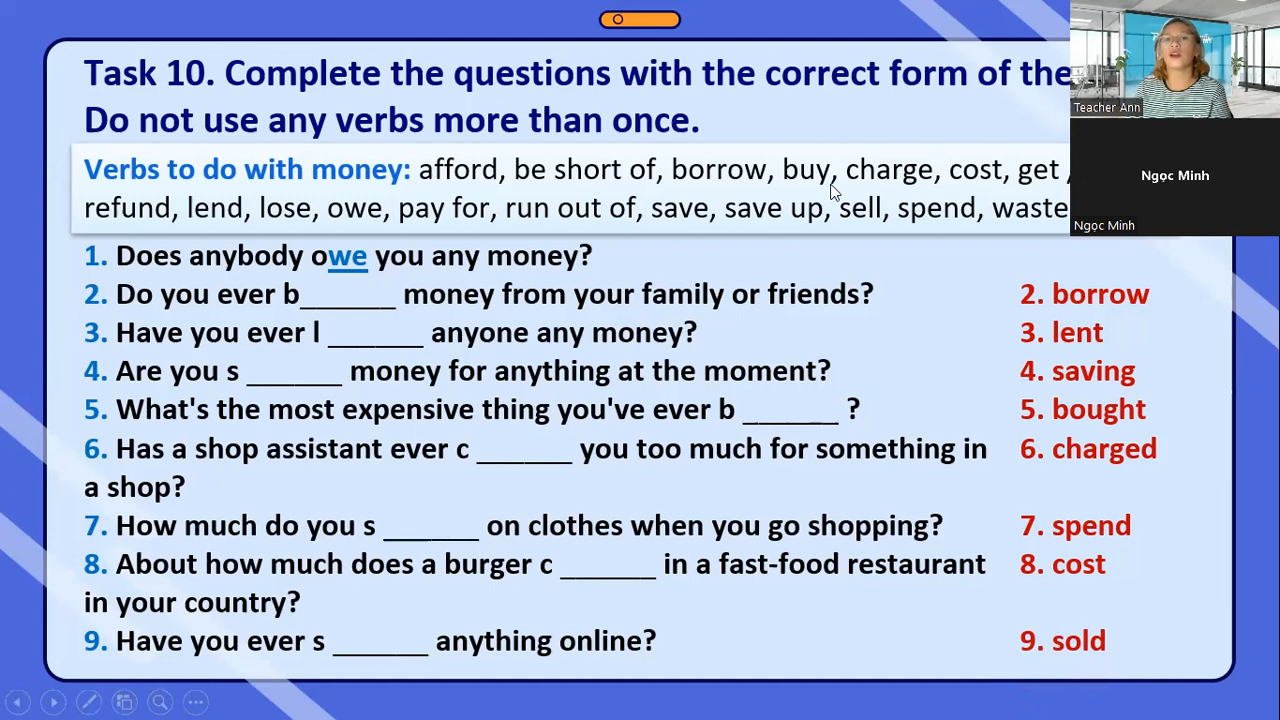 Task 10. Complete the questions with the correct form of the
Do not use any verbs more than once.
Verbs to do with money: afford, be short of, borrow, buy, charge, cost, get
refund, lend, lose, owe, pay for, run out of, save, save up, sell, spend, waste
1. Does anybody owe you any money?
2. Do you ever b______ money from your family or friends?
2. borrow
3. Have you ever l ______ anyone any money?
3. lent
4. Are you s ______ money for anything at the moment?
4. saving
5. What's the most expensive thing you've ever b ______ ?
5. bought
6. Has a shop assistant ever c ______ you too much for something in
a shop?
6. charged
7. How much do you s ______ on clothes when you go shopping?
7. spend
8. About how much does a burger c ______ in a fast-food restaurant
in your country?
8. cost
9. Have you ever s ______ anything online?
9. sold
Teacher Ann
Ngọc Minh
Ngọc Minh